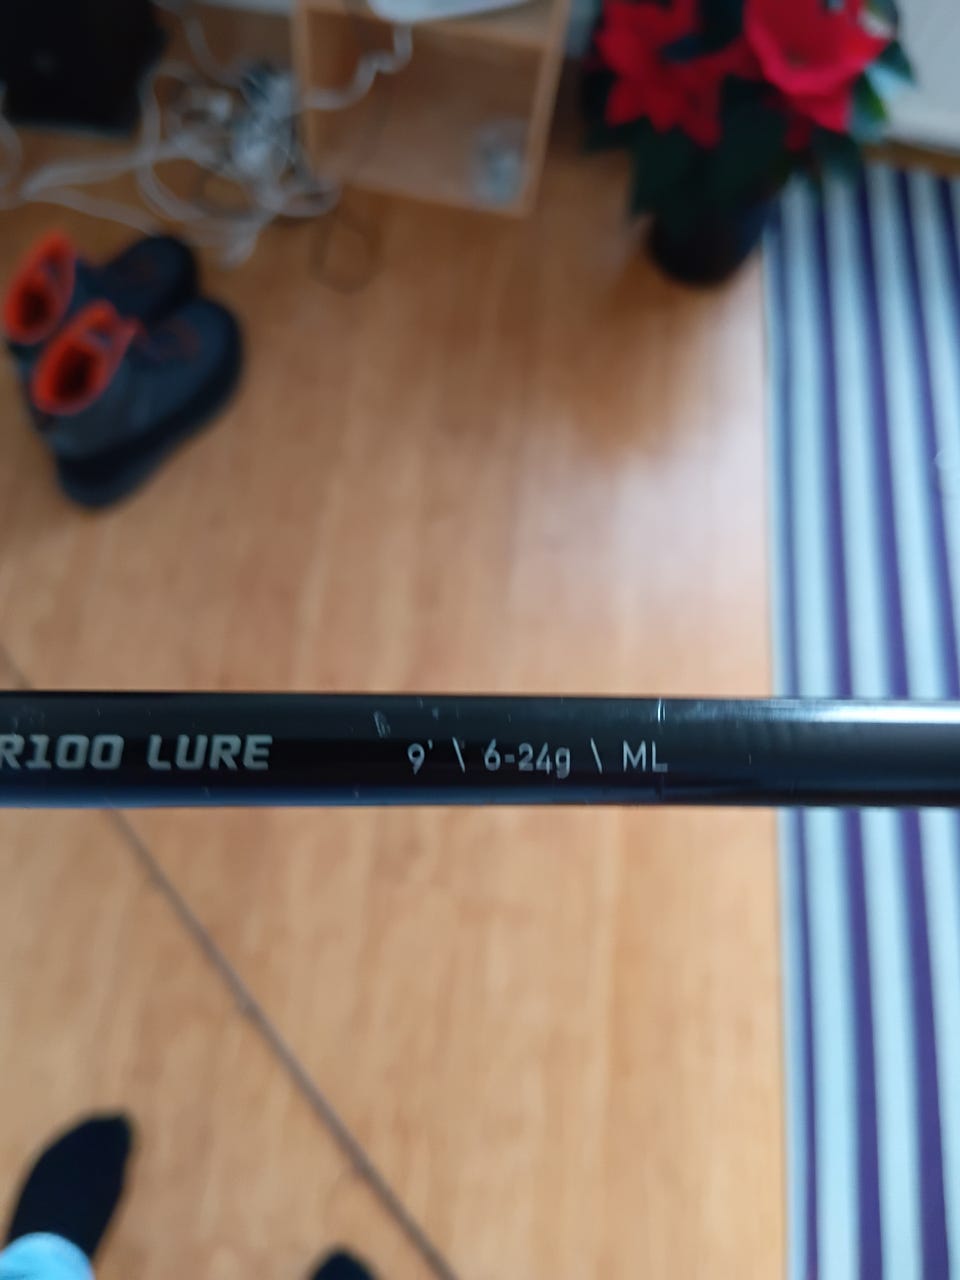 R100 LURE 9' \ 6-24g \ ML